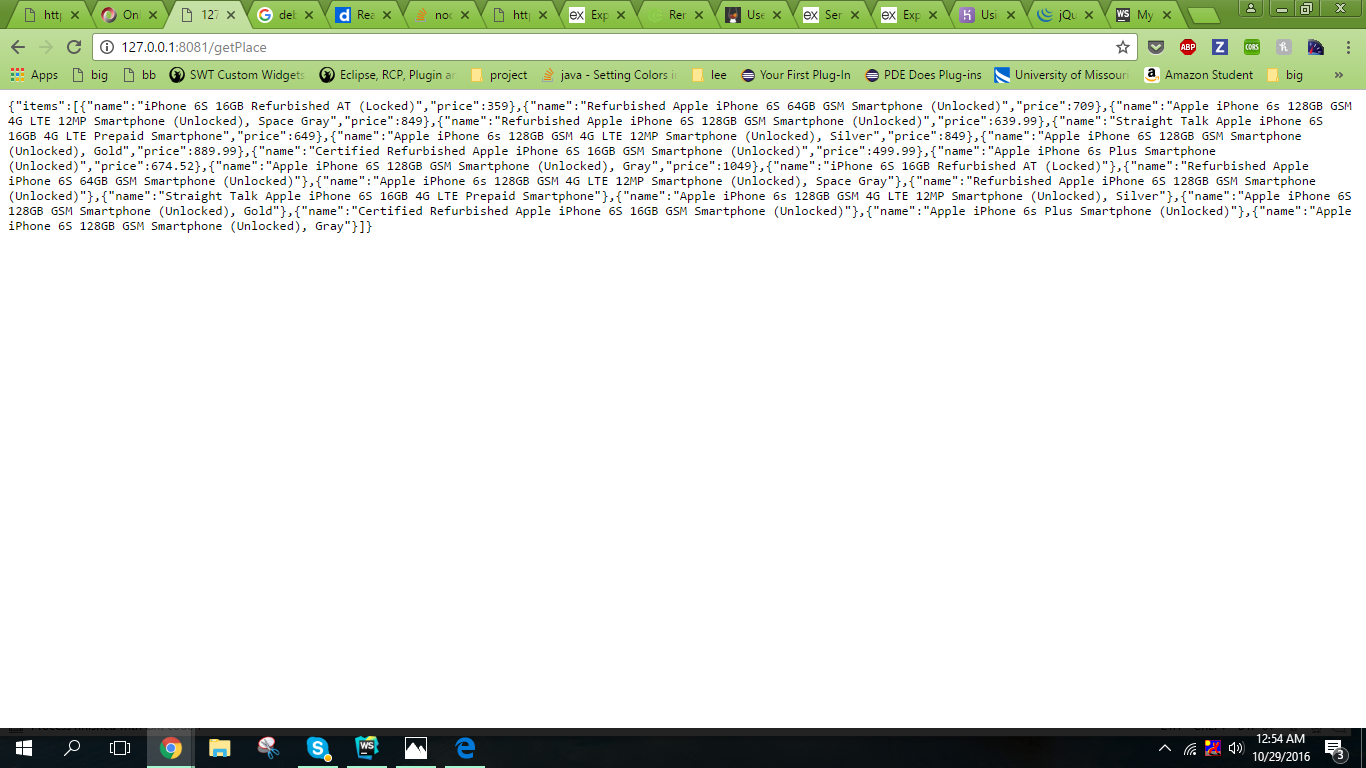 http
Onl
127
deb
Rea
nod
http
Exp
Ren
Use
Ser
Exp
Usi
jQu
My
127.0.0.1:8081/getPlace
Apps big bb SWT Custom Widgets Eclipse, RCP, Plugin a project java - Setting Colors i lee Your First Plug-In PDE Does Plug-ins University of Missouri Amazon Student big »
{"items":[{"name":"iPhone 6S 16GB Refurbished AT (Locked)","price":359},{"name":"Refurbished Apple iPhone 6S 64GB GSM Smartphone (Unlocked)","price":709},{"name":"Apple iPhone 6s 128GB GSM
4G LTE 12MP Smartphone (Unlocked), Space Gray","price":849},{"name":"Refurbished Apple iPhone 6S 128GB GSM Smartphone (Unlocked)","price":639.99},{"name":"Straight Talk Apple iPhone 6S
16GB 4G LTE Prepaid Smartphone","price":649},{"name":"Apple iPhone 6s 128GB GSM 4G LTE 12MP Smartphone (Unlocked), Silver","price":849},{"name":"Apple iPhone 6S 128GB GSM Smartphone
(Unlocked), Gold","price":889.99},{"name":"Certified Refurbished Apple iPhone 6S 16GB GSM Smartphone (Unlocked)","price":499.99},{"name":"Apple iPhone 6s Plus Smartphone
(Unlocked)","price":674.52},{"name":"Apple iPhone 6S 128GB GSM Smartphone (Unlocked), Gray","price":1049},{"name":"iPhone 6S 16GB Refurbished AT (Locked)"},{"name":"Refurbished Apple
iPhone 6S 64GB GSM Smartphone (Unlocked)"},{"name":"Apple iPhone 6s 128GB GSM 4G LTE 12MP Smartphone (Unlocked), Space Gray"},{"name":"Refurbished Apple iPhone 6S 128GB GSM Smartphone
(Unlocked)"},{"name":"Straight Talk Apple iPhone 6S 16GB 4G LTE Prepaid Smartphone"},{"name":"Apple iPhone 6s 128GB GSM 4G LTE 12MP Smartphone (Unlocked), Silver"},{"name":"Apple iPhone 6S
128GB GSM Smartphone (Unlocked), Gold"},{"name":"Certified Refurbished Apple iPhone 6S 16GB GSM Smartphone (Unlocked)"},{"name":"Apple iPhone 6s Plus Smartphone (Unlocked)"},{"name":"Apple
iPhone 6S 128GB GSM Smartphone (Unlocked), Gray"}]}
12:54 AM
10/29/2016
3